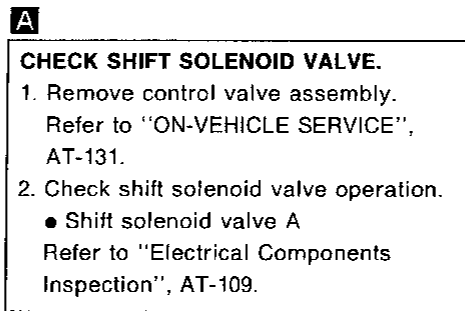 A
CHECK SHIFT SOLENOID VALVE.
1. Remove control valve assembly.
Refer to "ON-VEHICLE SERVICE",
AT-131.
2. Check shift solenoid valve operation.
● Shift solenoid valve A
Refer to "Electrical Components
Inspection", AT-109.